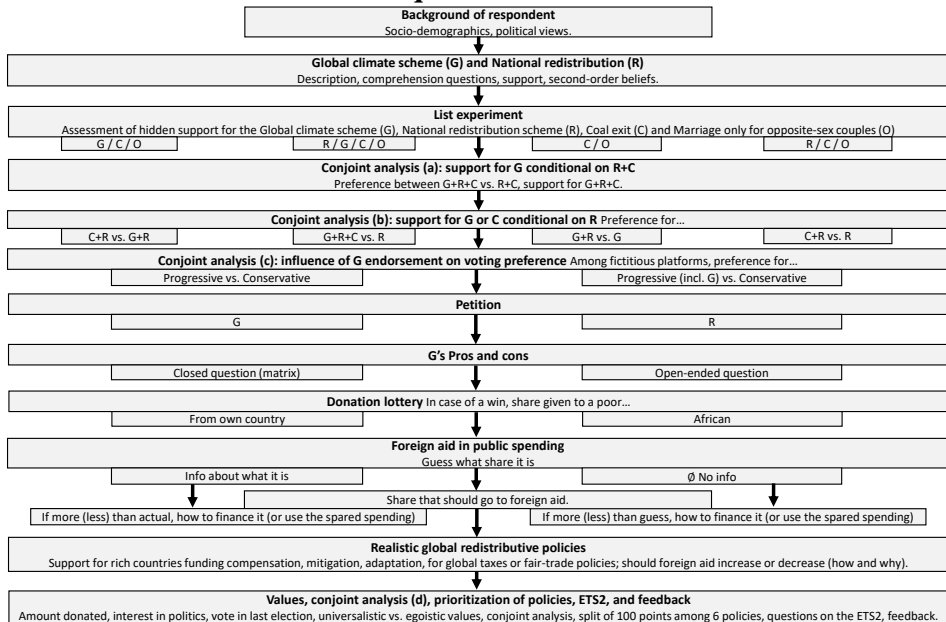 Background of respondent
Socio-demographics, political views.
Global climate scheme (G) and National redistribution (R)
Description, comprehension questions, support, second-order beliefs.
List experiment
Assessment of hidden support for the Global climate scheme (G), National redistribution scheme (R), Coal exit (C) and Marriage only for opposite-sex couples (O)
G / C / O
R / G / C / O
C / O
R / C / O
Conjoint analysis (a): support for G conditional on R+C
Preference between G+R+C vs. R+C, support for G+R+C.
Conjoint analysis (b): support for G or C conditional on R Preference for…
C+R vs. G+R
G+R+C vs. R
G+R vs. G
C+R vs. R
Conjoint analysis (c): influence of G endorsement on voting preference Among fictitious platforms, preference for…
Progressive vs. Conservative
Progressive (incl. G) vs. Conservative
Petition
G
R
G's Pros and cons
Closed question (matrix)
Open-ended question
Donation lottery In case of a win, share given to a poor…
From own country
African
Foreign aid in public spending
Guess what share it is
Info about what it is
Ø No info
Share that should go to foreign aid.
If more (less) than actual, how to finance it (or use the spared spending)
If more (less) than guess, how to finance it (or use the spared spending)
Realistic global redistributive policies
Support for rich countries funding compensation, mitigation, adaptation, for global taxes or fair-trade policies; should foreign aid increase or decrease (how and why).
Values, conjoint analysis (d), prioritization of policies, ETS2, and feedback
Amount donated, interest in politics, vote in last election, universalistic vs. egoistic values, conjoint analysis, split of 100 points among 6 policies, questions on the ETS2, feedback.